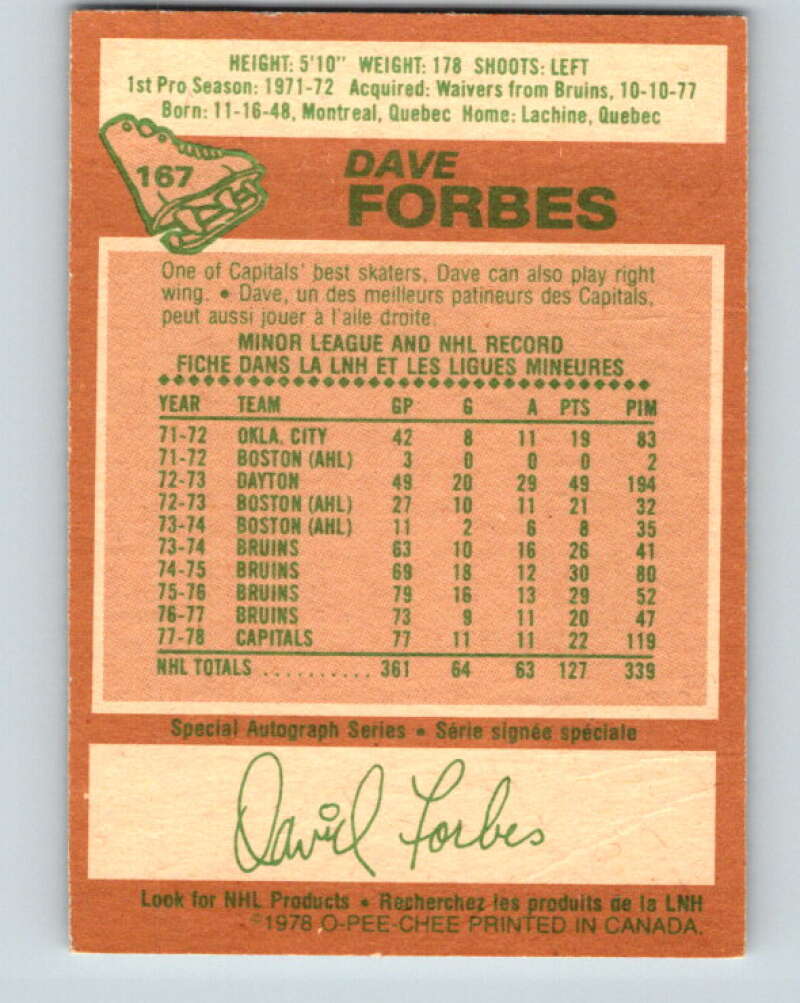 HEIGHT: 5'10" WEIGHT: 178 SHOOTS: LEFT
1st Pro Season: 1971-72 Acquired: Waivers from Bruins, 10-10-77
Born: 11-16-48, Montreal, Quebec Home: Lachine, Quebec
167
DAVE
FORBES
One of Capitals' best skaters, Dave can also play right
wing. • Dave, un des meilleurs patineurs des Capitals,
peut aussi jouer à l'aile droite.
MINOR LEAGUE AND NHL RECORD
FICHE DANS LA LNH ET LES LIGUES MINEURES
YEAR TEAM GP G A PTS PIM
71-72 OKLA. CITY 42 8 11 19 83
71-72 BOSTON (AHL) 3 0 0 0 2
72-73 DAYTON 49 20 29 49 194
72-73 BOSTON (AHL) 27 10 11 21 32
73-74 BOSTON (AHL) 11 2 6 8 35
73-74 BRUINS 63 10 16 26 41
74-75 BRUINS 69 18 12 30 80
75-76 BRUINS 79 16 13 29 52
76-77 BRUINS 73 9 11 20 47
77-78 CAPITALS 77 11 11 22 119
NHL TOTALS .......... 361 64 63 127 339
Special Autograph Series • Série signée spéciale
David Forbes
Look for NHL Products • Recherchez les produits de la LNH
©1978 O-PEE-CHEE PRINTED IN CANADA.